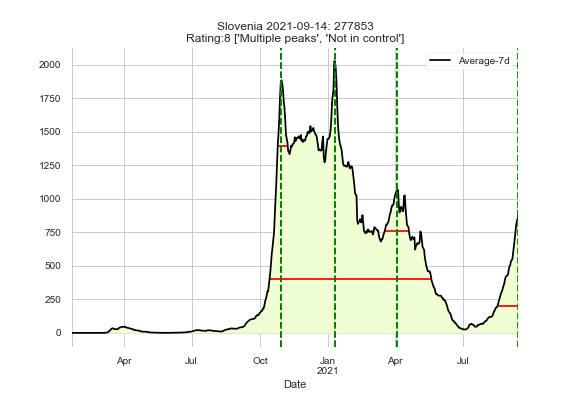 Slovenia 2021-09-14: 277853
Rating:8 ['Multiple peaks', 'Not in control']
Average-7d
2000
1750
1500
1250
1000
750
500
250
0
Apr Jul Oct Jan Apr Jul
2021
Date